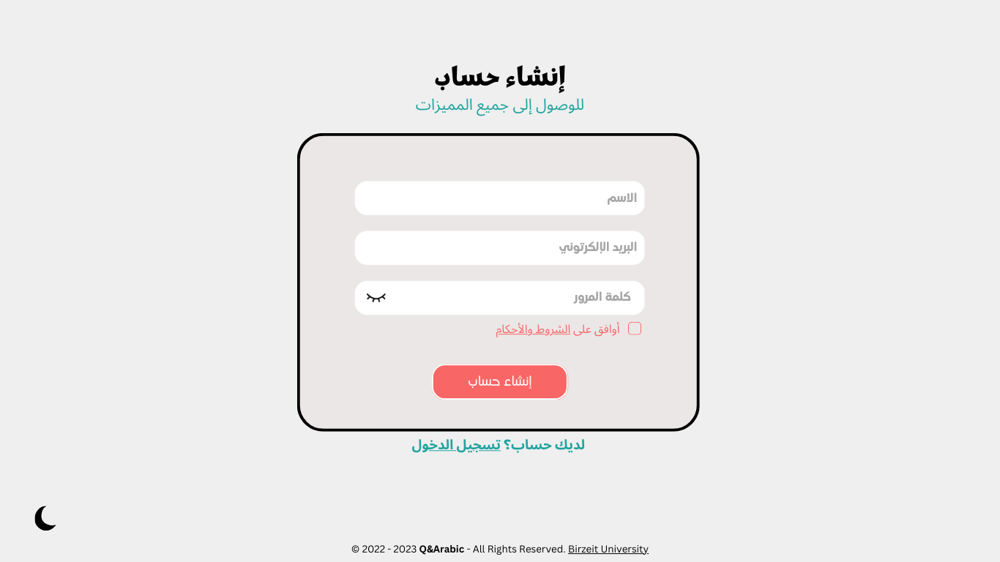 إنشاء حساب
للوصول إلى جميع المميزات
الاسم
البريد الإلكرتوني
كلمة المرور
أوافق على الشروط والأحكام
إنشاء حساب
لديك حساب؟ تسجيل الدخول
© 2022 - 2023 Q&Arabic - All Rights Reserved. Birzeit University